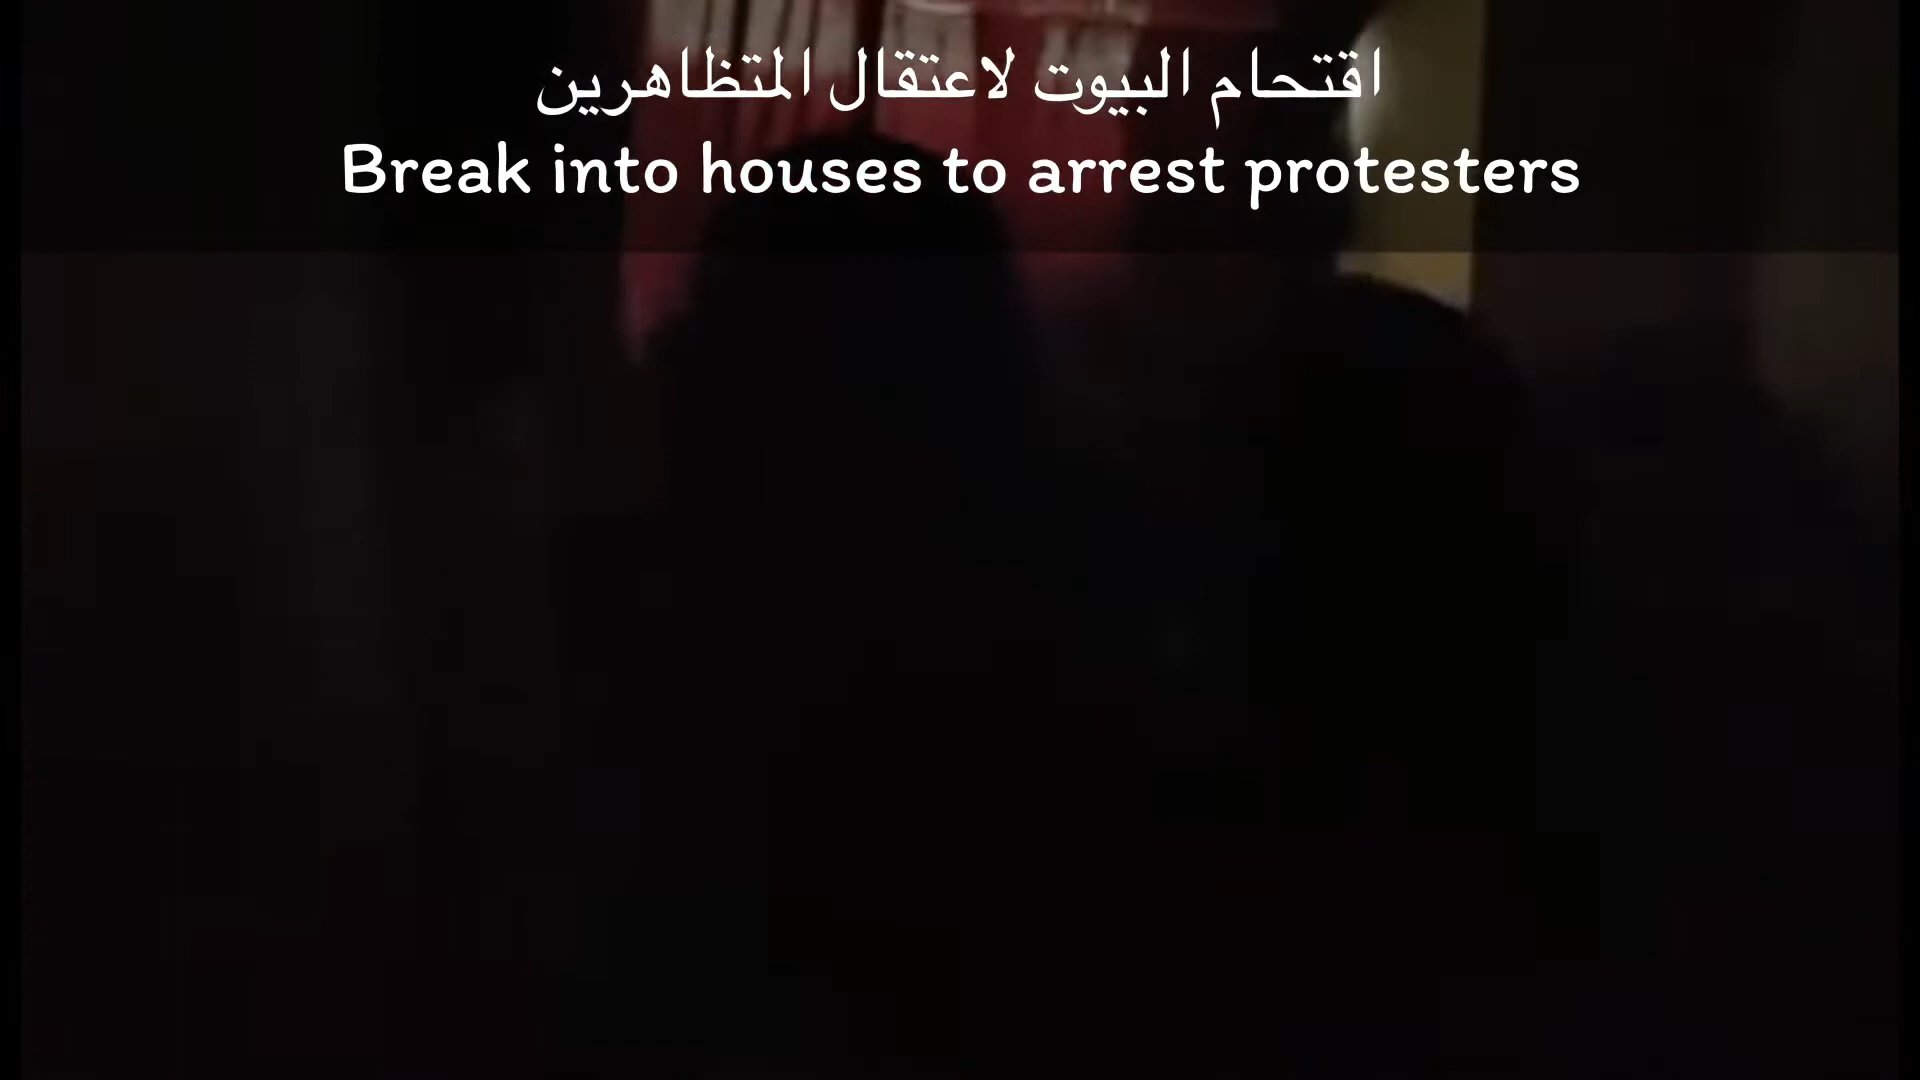 اقتحام البيوت لاعتقال المتظاهرين
Break into houses to arrest protesters